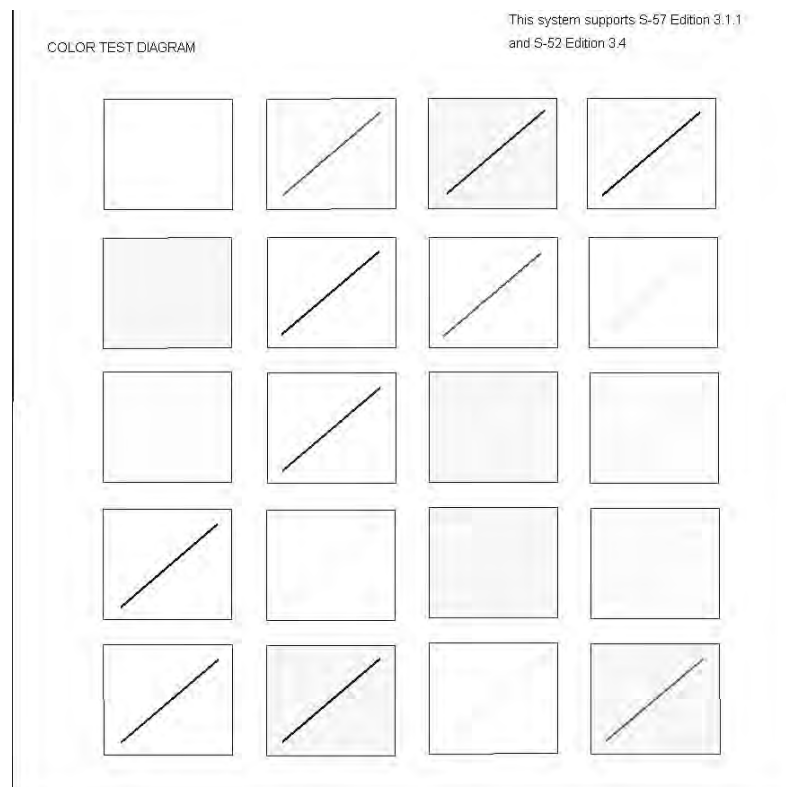 This system supports S-57 Edition 3.1.1
and S-52 Edition 3.4
COLOR TEST DIAGRAM